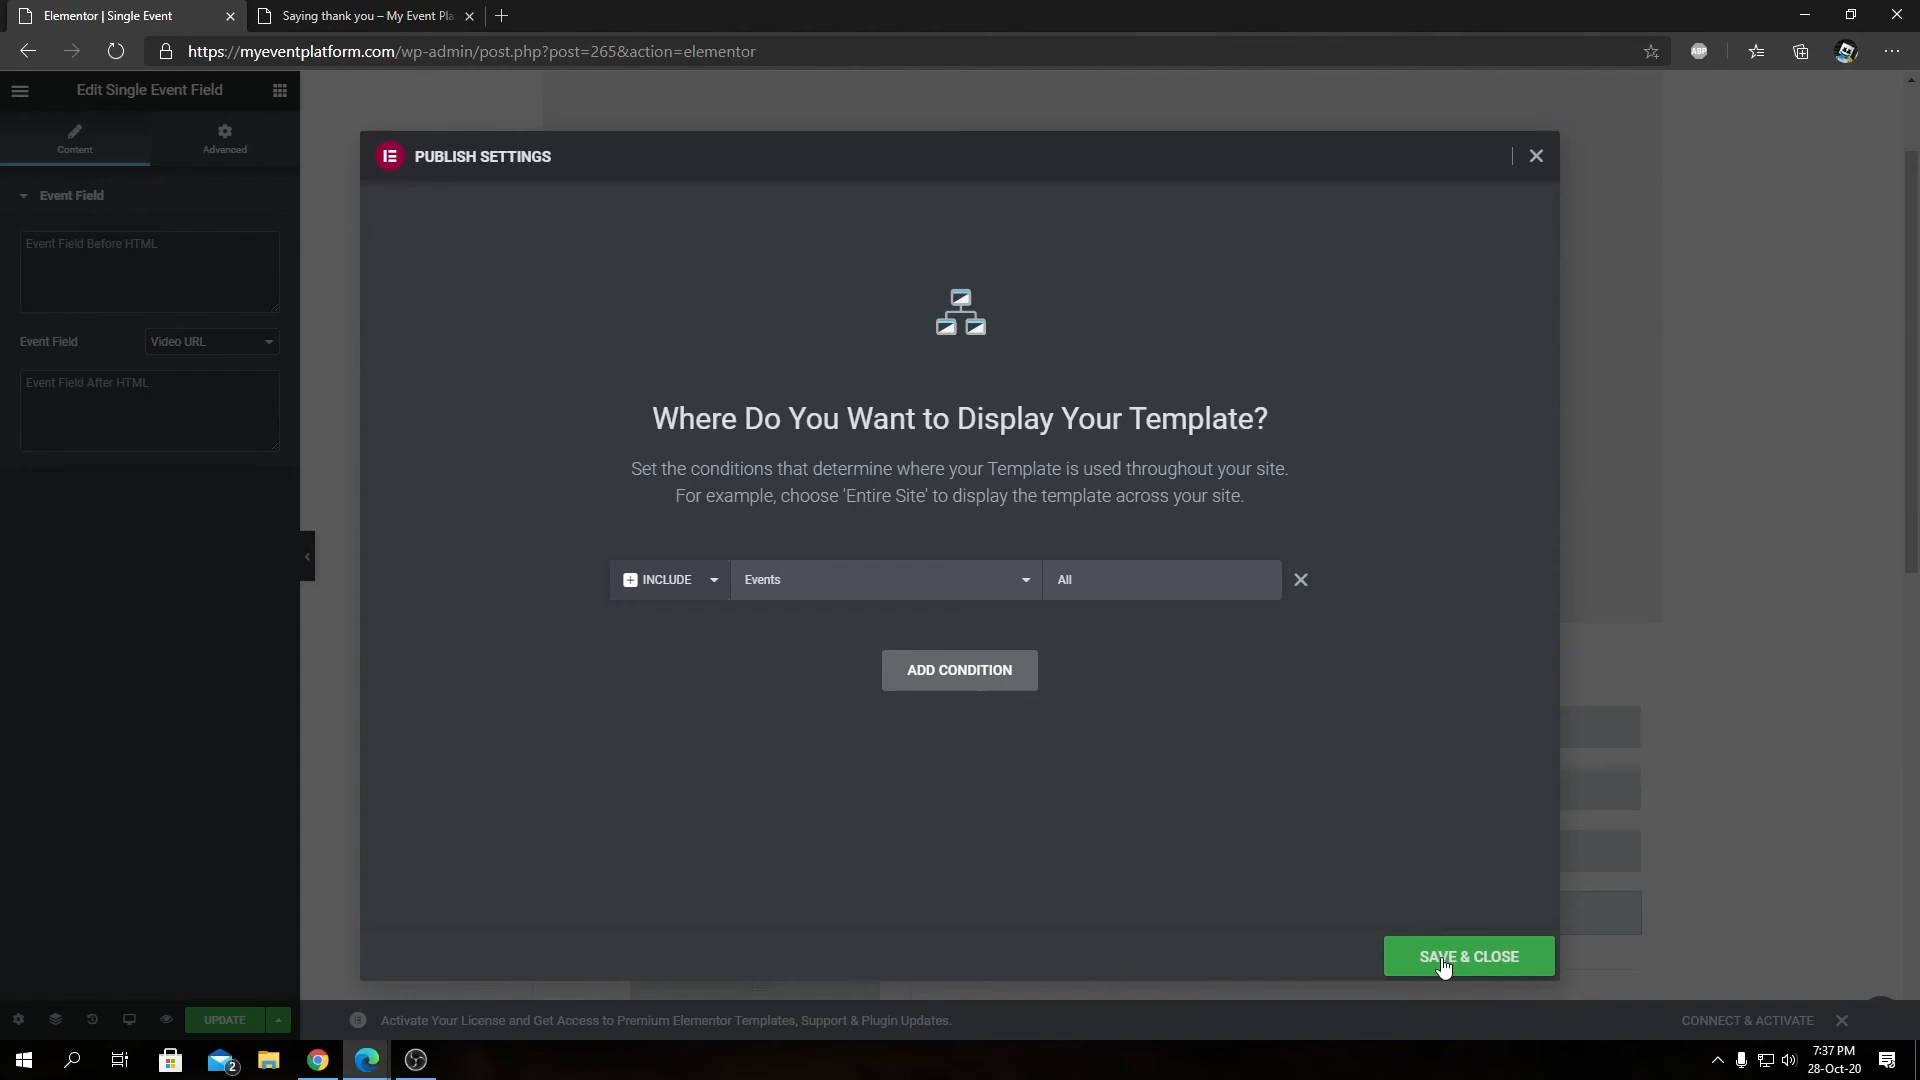 Elementor | Single Event
Saying thank you – My Event Pla
https://myeventplatform.com/wp-admin/post.php?post=265&action=elementor
ABP
Edit Single Event Field
Content
Advanced
Event Field
Event Field Before HTML
Event Field
Video URL
Event Field After HTML
PUBLISH SETTINGS
Where Do You Want to Display Your Template?
Set the conditions that determine where your Template is used throughout your site.
For example, choose 'Entire Site' to display the template across your site.
INCLUDE
Events
All
ADD CONDITION
SAVE & CLOSE
UPDATE
Activate Your License and Get Access to Premium Elementor Templates, Support & Plugin Updates.
CONNECT & ACTIVATE
2
7:37 PM
28-Oct-20